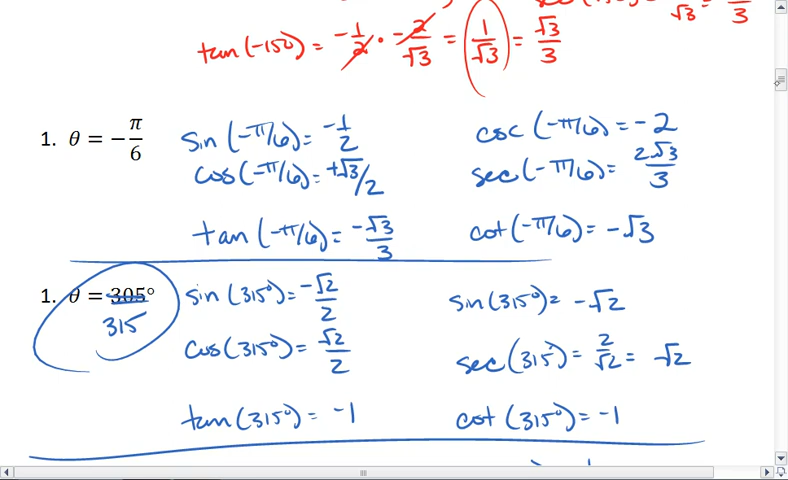 tan(-150) = -1/2 · -2/√3 = 1/√3 = √3/3
√3 3
1. θ = -π/6
sin(-π/6) = -1/2
csc(-π/6) = -2
cos(-π/6) = +√3/2
sec(-π/6) = 2√3/3
tan(-π/6) = -√3/3
cot(-π/6) = -√3
1. θ = 305°
315
sin(315°) = -√2/2
sin(315°) = -√2
cos(315°) = √2/2
sec(315°) = 2/√2 = √2
tan(315°) = -1
cot(315°) = -1